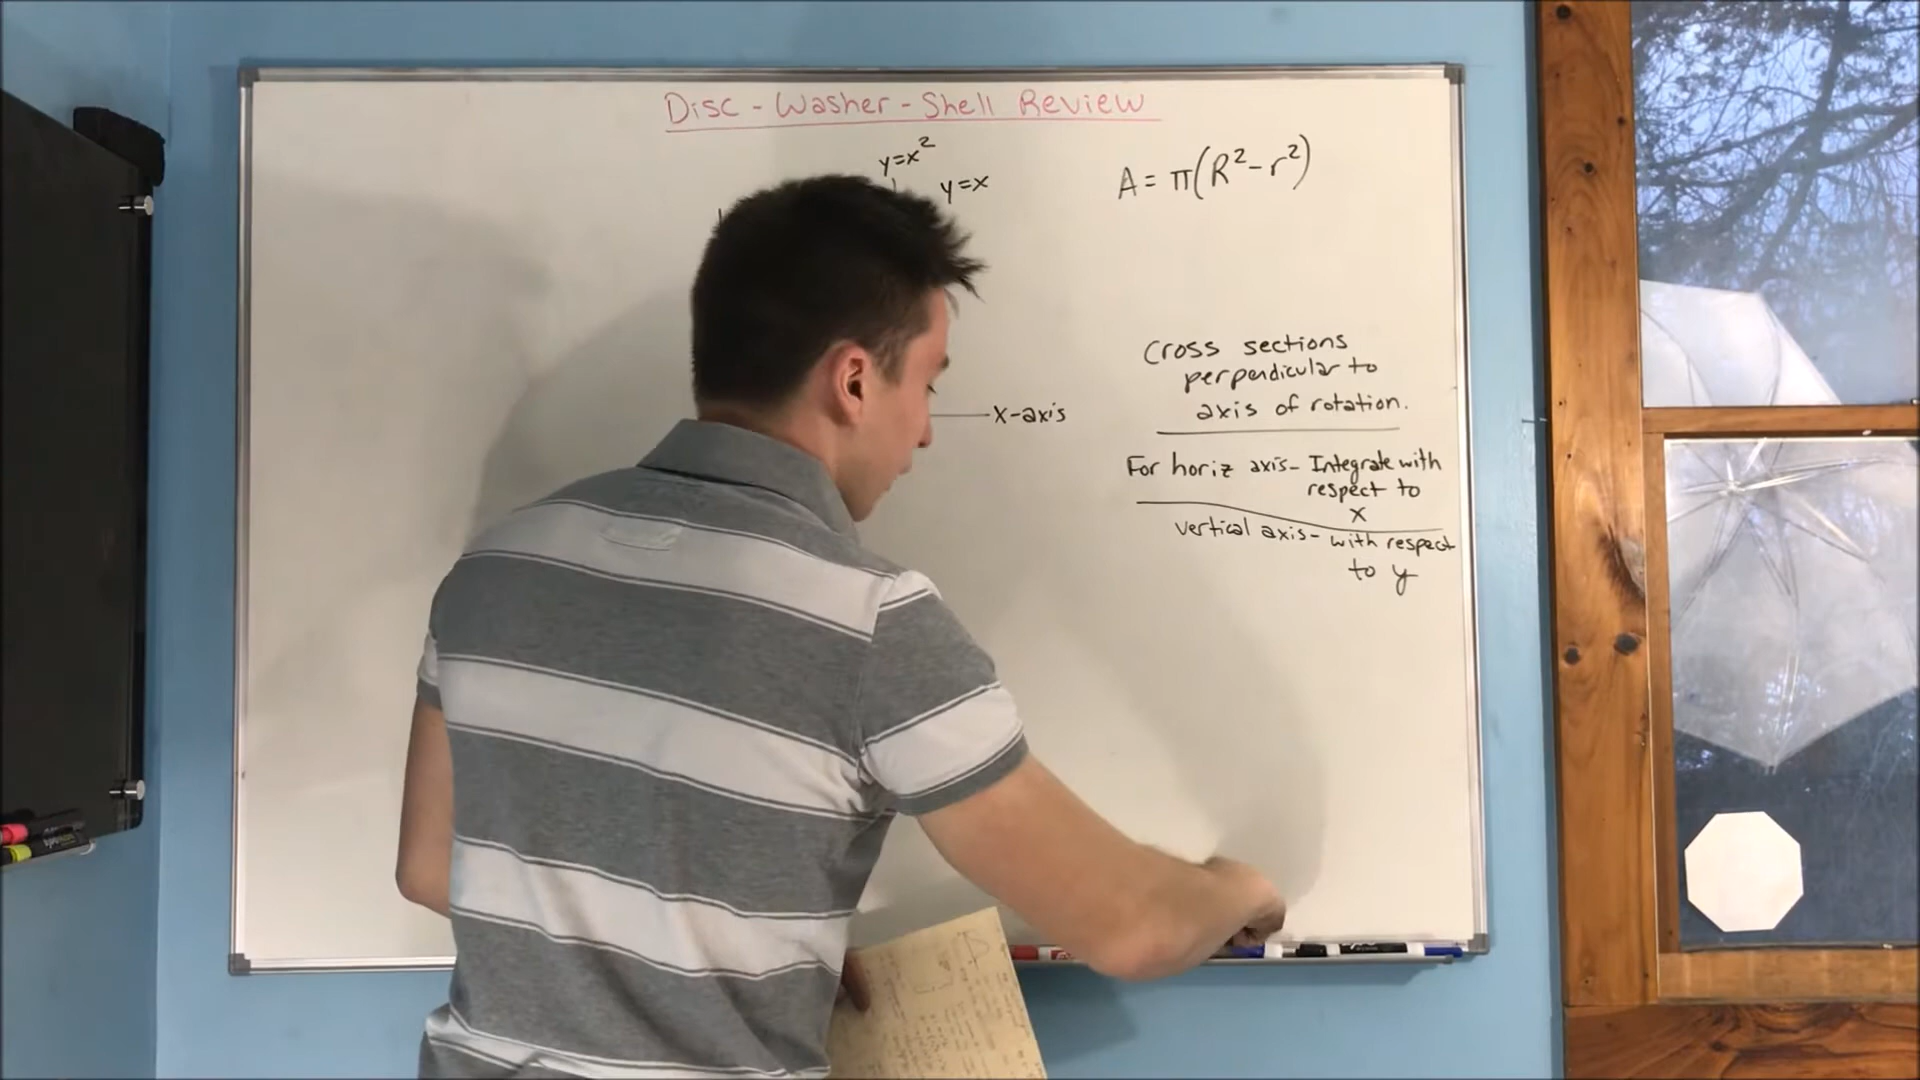 Disc - Washer - Shell Review
y=x²
y=x
A = π(R²-r²)
X-axis
Cross sections
perpendicular to
axis of rotation.
For horiz axis- Integrate with
respect to
x
vertical axis- with respect
to y